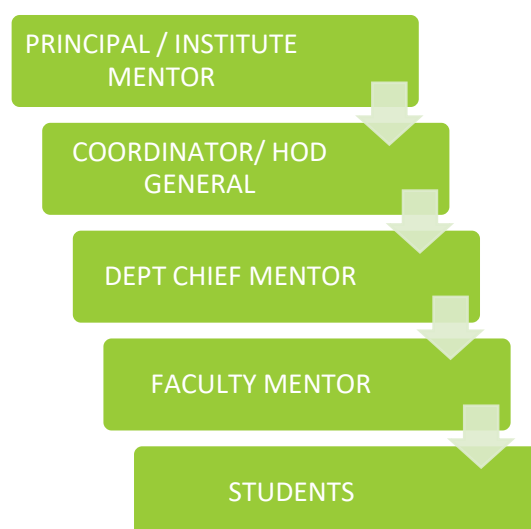 PRINCIPAL / INSTITUTE
MENTOR
COORDINATOR/ HOD
GENERAL
DEPT CHIEF MENTOR
FACULTY MENTOR
STUDENTS